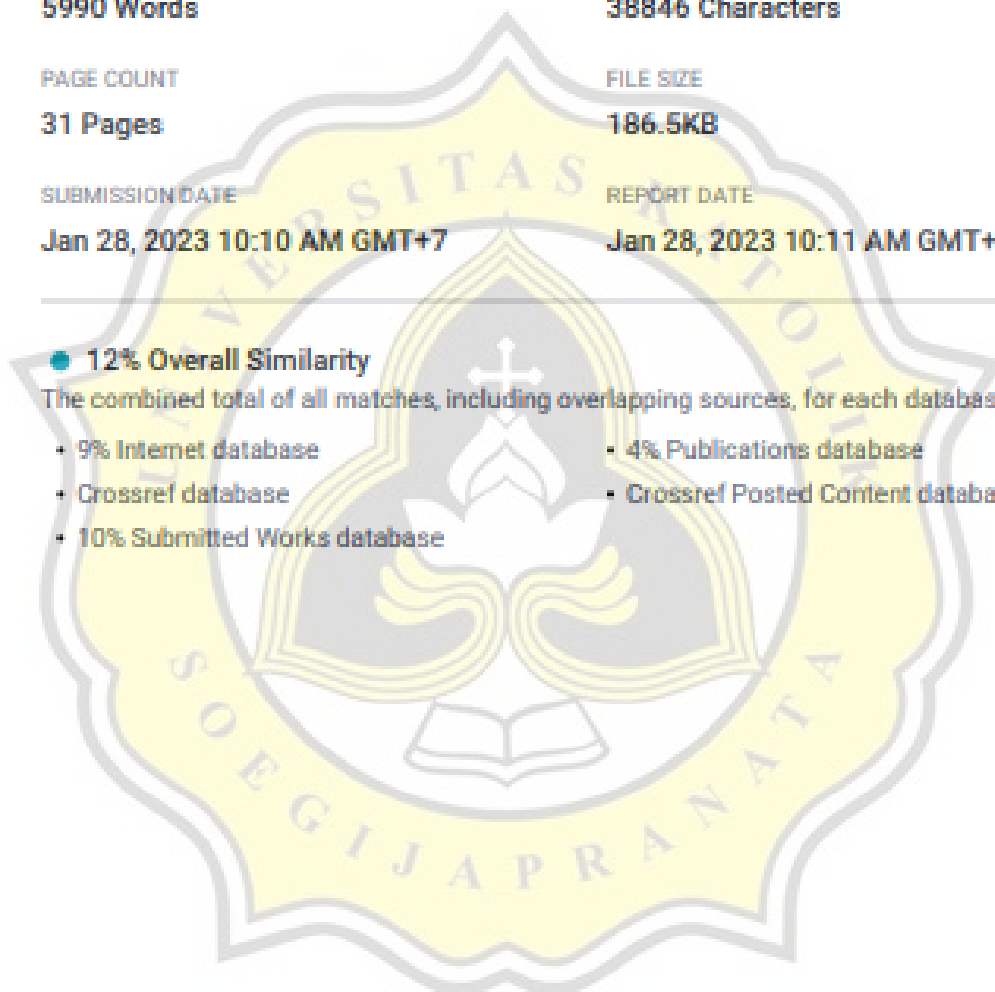 5990 Words 38846 Characters
PAGE COUNT FILE SIZE
31 Pages 186.5KB
SUBMISSION DATE REPORT DATE
Jan 28, 2023 10:10 AM GMT+7 Jan 28, 2023 10:11 AM GMT+
12% Overall Similarity
The combined total of all matches, including overlapping sources, for each databas
• 9% Internet database • 4% Publications database
• Crossref database • Crossref Posted Content databa
• 10% Submitted Works database
UNIVERSITAS KATOLIK
SOEGIJAPRANATA